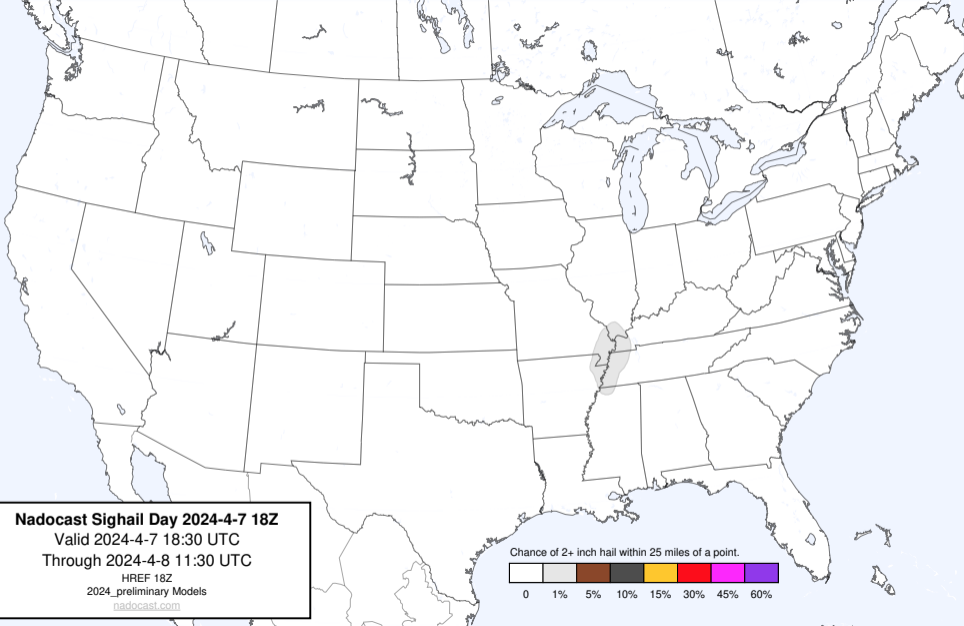 Nadocast Sighail Day 2024-4-7 18Z
Valid 2024-4-7 18:30 UTC
Through 2024-4-8 11:30 UTC
HREF 18Z
2024_preliminary Models
nadocast.com
Chance of 2+ inch hail within 25 miles of a point.
0 1% 5% 10% 15% 30% 45% 60%